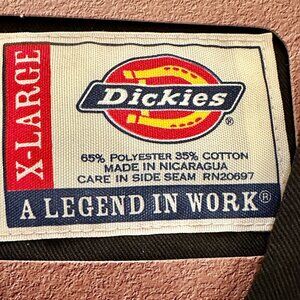 X-LARGE
Dickies®
65% POLYESTER 35% COTTON
MADE IN NICARAGUA
CARE IN SIDE SEAM RN20697
A LEGEND IN WORK®